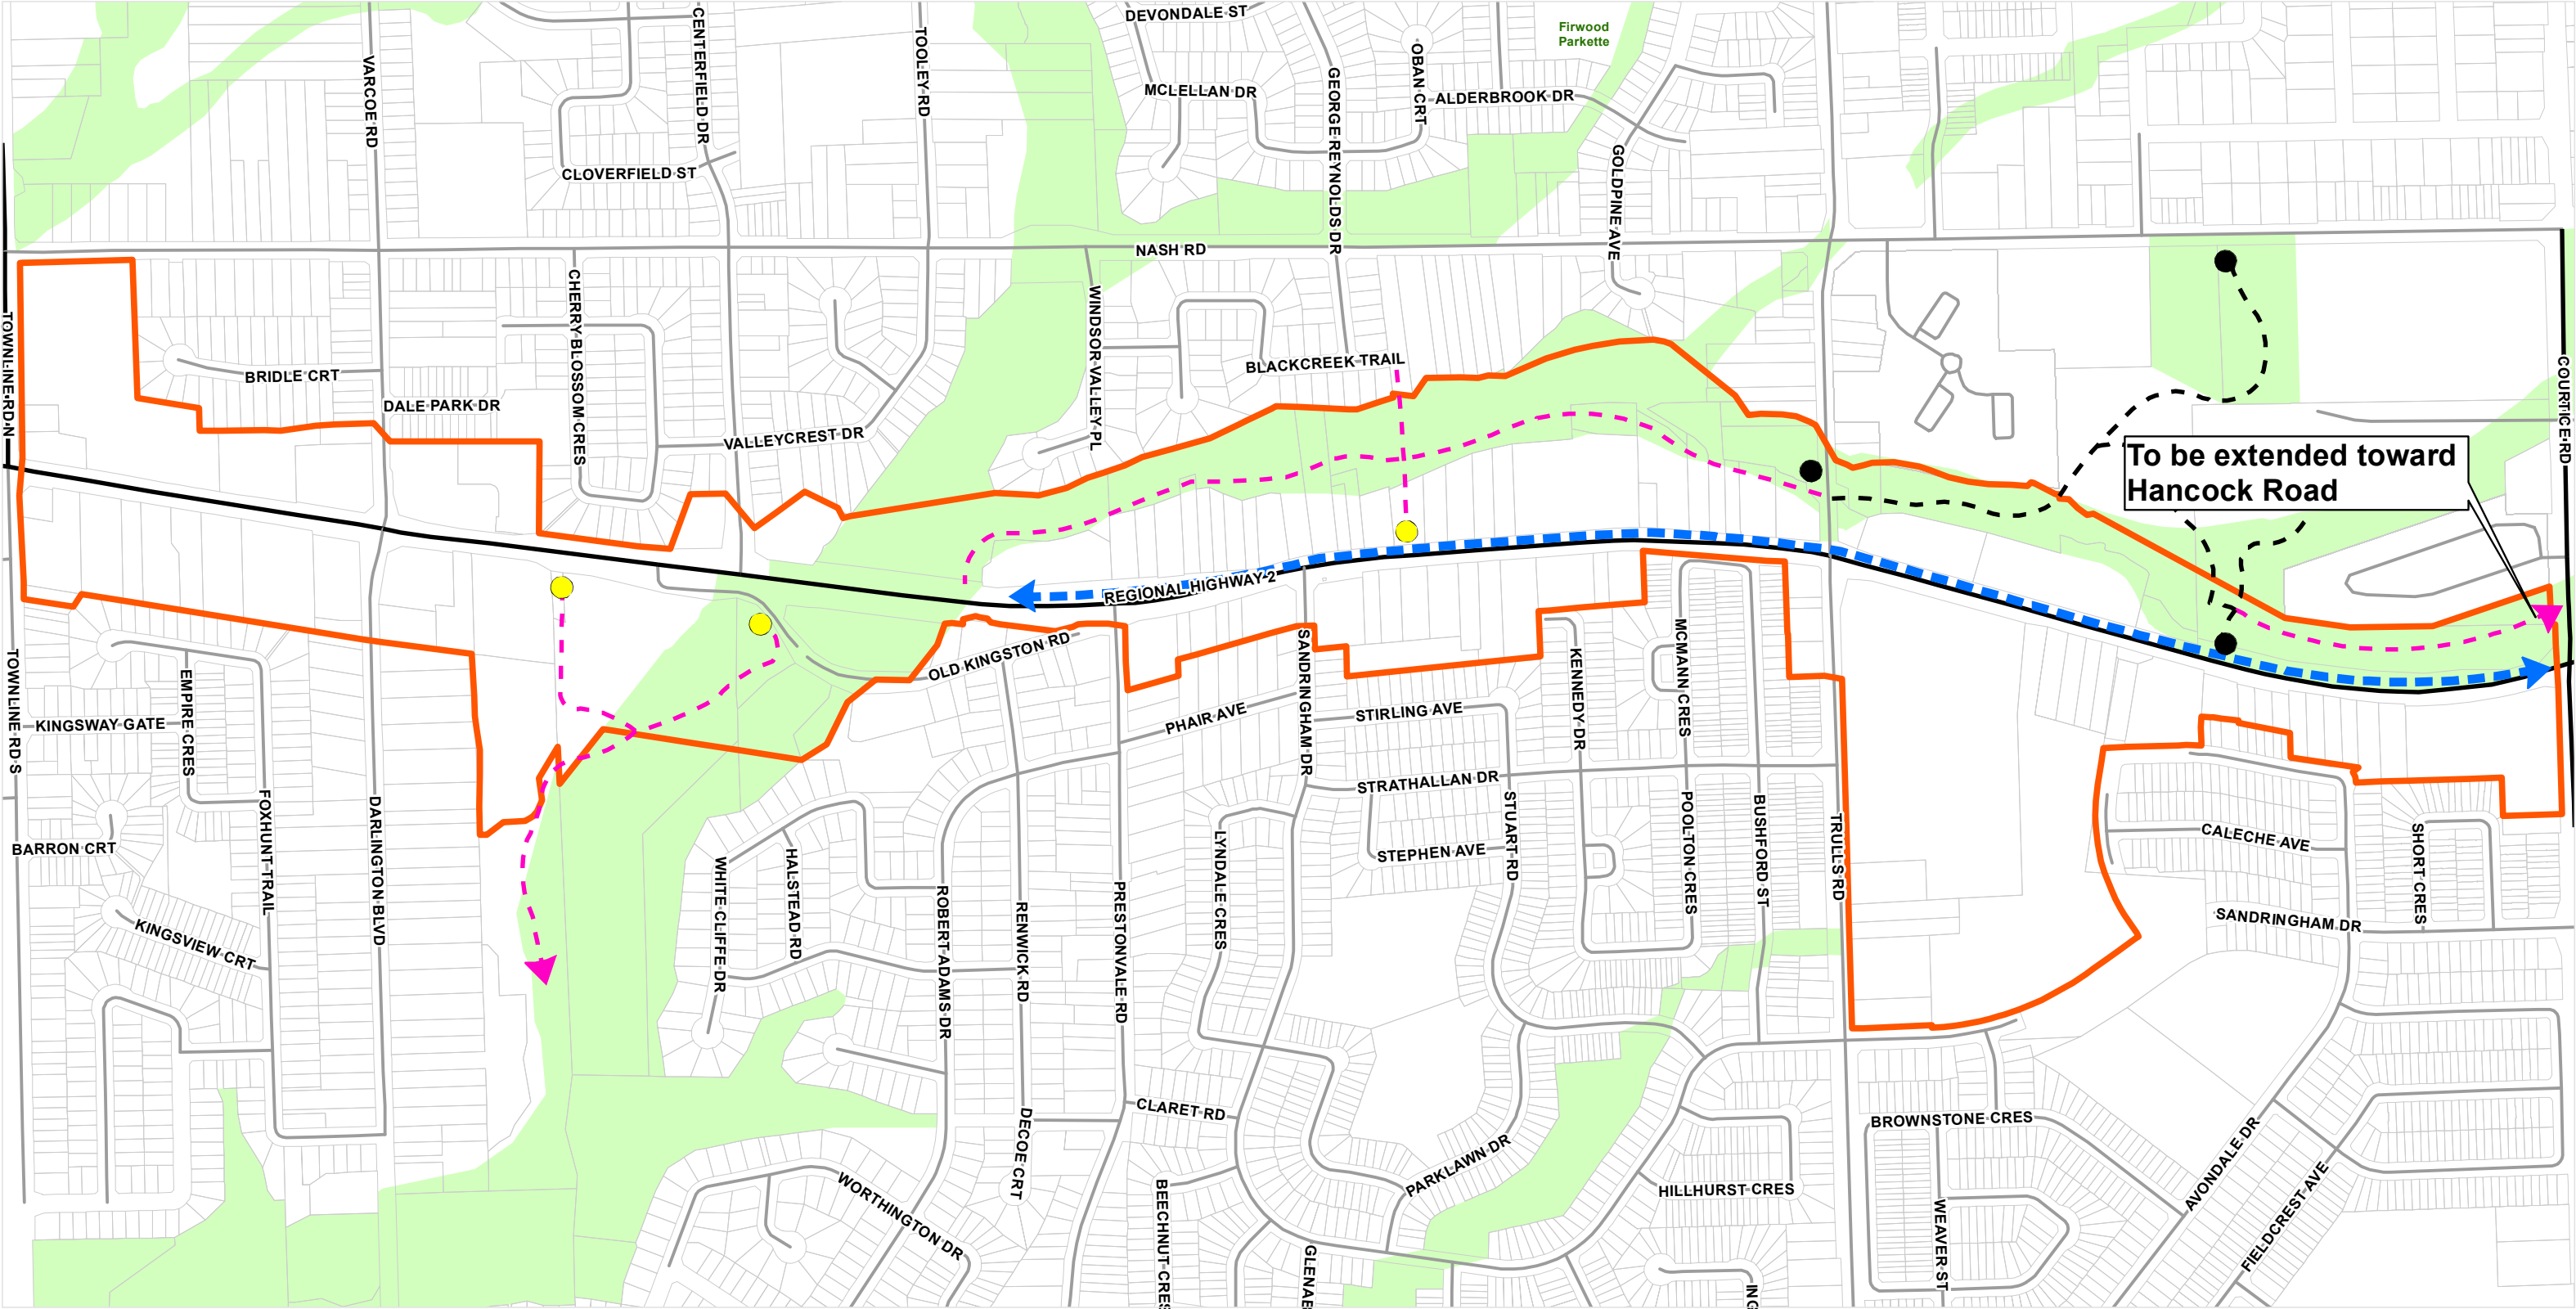 DEVONDALE ST
Firwood
Parkette
CENTERFIELD DR
TOOLEY RD
OBAN CRT
VARCOE RD
MCLELLAN DR
GEORGE REYNOLDS DR
ALDERBROOK DR
CLOVERFIELD ST
GOLDPINE AVE
NASH RD
CHERRY BLOSSOM CRES
WINDSOR VALLEY PL
TOWNLINE RD N
BRIDLE CRT
BLACKCREEK TRAIL
COURTICE RD
DALE PARK DR
VALLEYCREST DR
To be extended toward
Hancock Road
REGIONAL HIGHWAY 2
OLD KINGSTON RD
TOWNLINE RD S
EMPIRE CRES
KINGSWAY GATE
SANDRINGHAM DR
PHAIR AVE
STIRLING AVE
KENNEDY DR
MCMANN CRES
STRATHALLAN DR
FOXHUNT TRAIL
DARLINGTON BLVD
BARRON CRT
WHITE CLIFFE DR
HALSTEAD RD
LYNDALE CRES
STEPHEN AVE
STUART RD
POOLTON CRES
BUSHFORD ST
TRULLS RD
CALECHE AVE
SHORT CRES
KINGSVIEW CRT
ROBERT ADAMS DR
RENWICK RD
PRESTONVALE RD
SANDRINGHAM DR
CLARET RD
DECOE CRT
BROWNSTONE CRES
PARKLAWN DR
AVONDALE DR
WORTHINGTON DR
BEECHNUT CRES
HILLHURST CRES
WEAVER ST
FIELDCREST AVE
GLENAB
ING